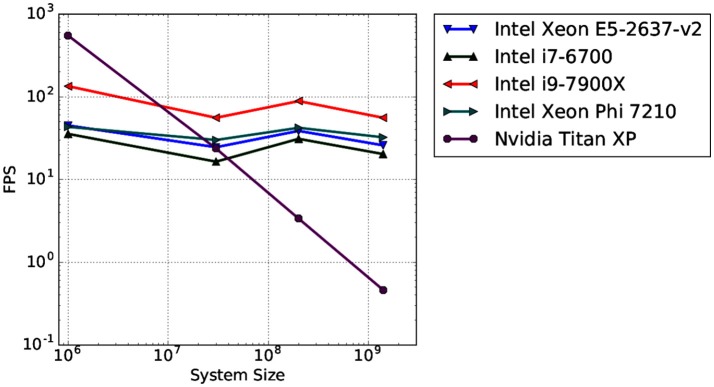 10^3
10^2
10^1
10^0
10^-1
FPS
10^6
10^7
10^8
10^9
System Size
Intel Xeon E5-2637-v2
Intel i7-6700
Intel i9-7900X
Intel Xeon Phi 7210
Nvidia Titan XP